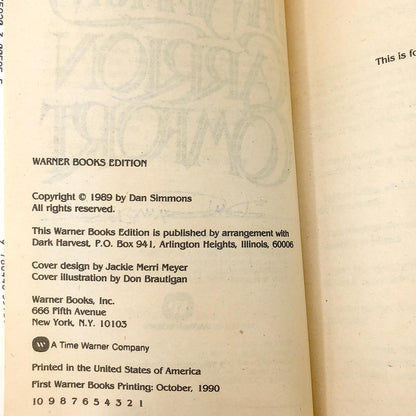 CARRION
COMFORT
This is fo
WARNER BOOKS EDITION
Copyright © 1989 by Dan Simmons
All rights reserved.
This Warner Books Edition is published by arrangement with
Dark Harvest, P.O. Box 941, Arlington Heights, Illinois, 60006
Cover design by Jackie Merri Meyer
Cover illustration by Don Brautigan
Warner Books, Inc.
666 Fifth Avenue
New York, N.Y. 10103
W A Time Warner Company
Printed in the United States of America
First Warner Books Printing: October, 1990
10 9 8 7 6 5 4 3 2 1